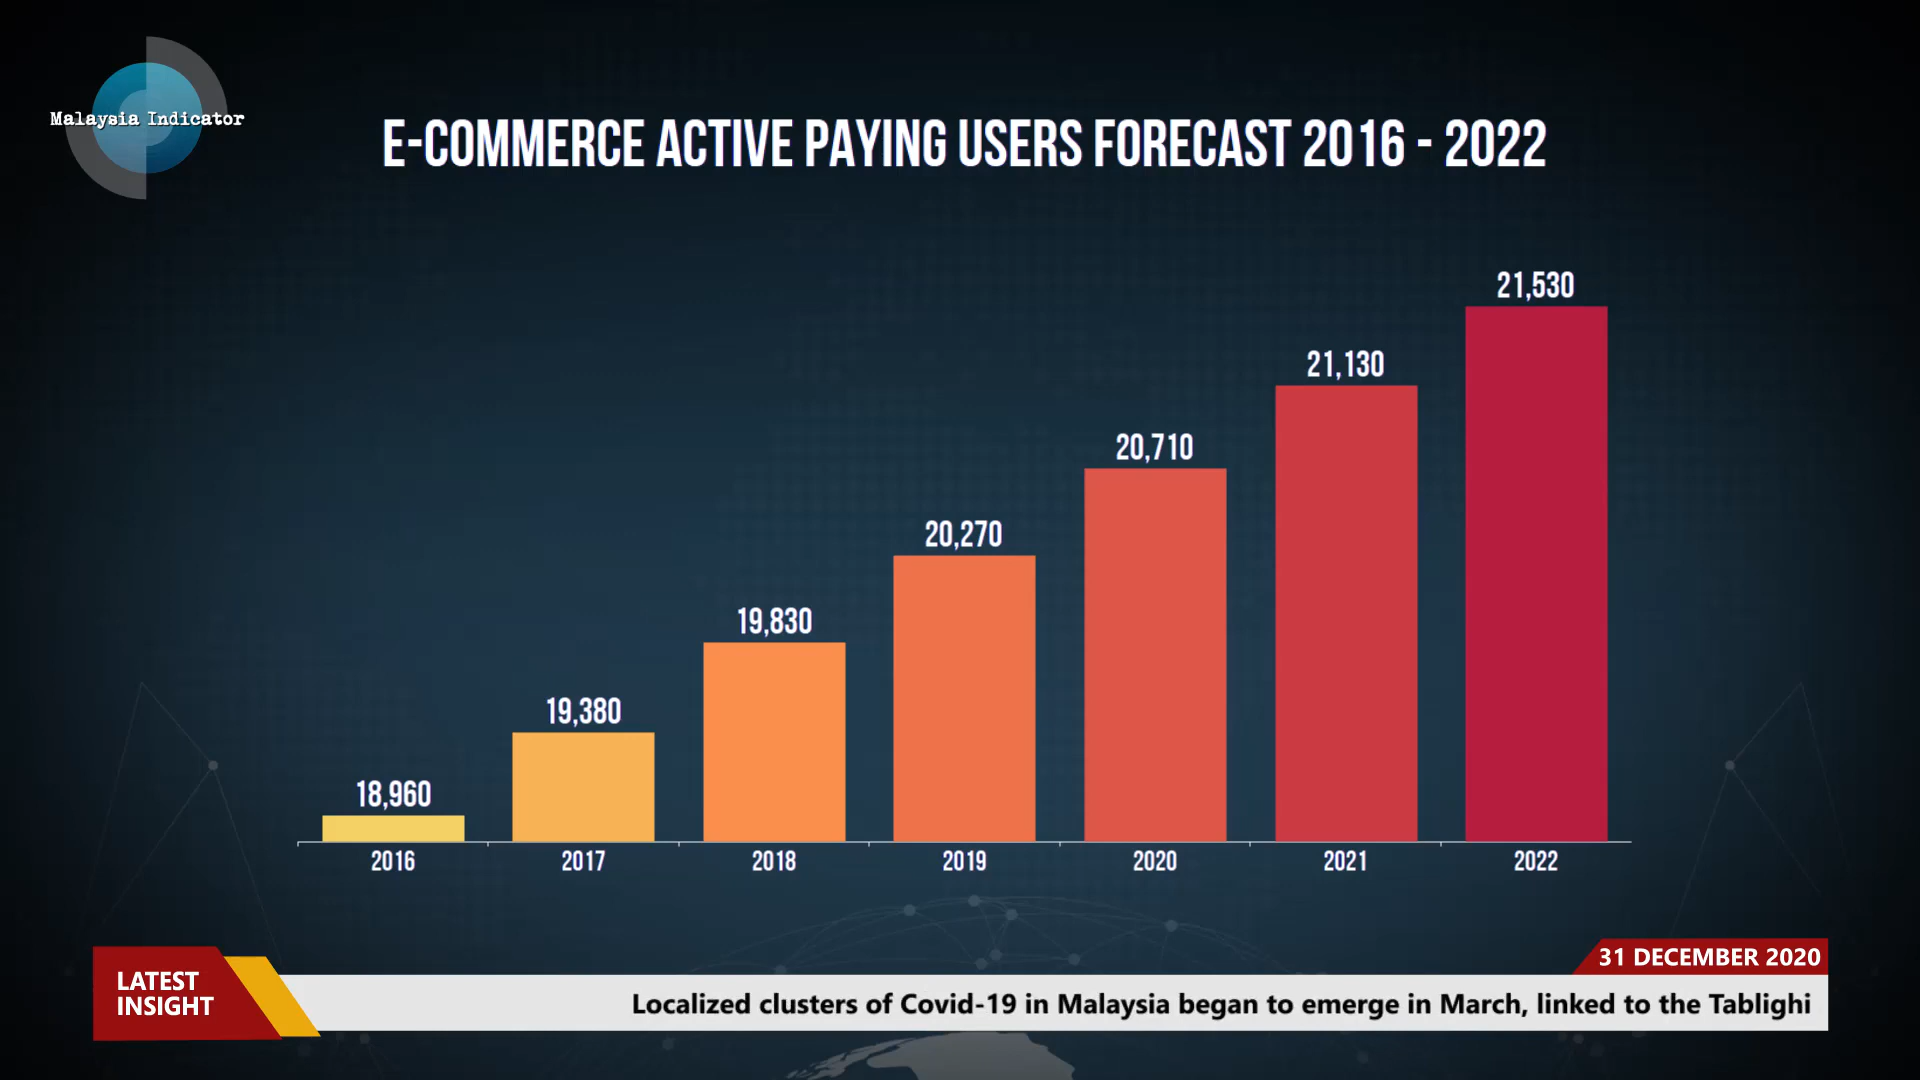 Malaysia Indicator
E-COMMERCE ACTIVE PAYING USERS FORECAST 2016 - 2022
18,960
19,380
19,830
20,270
20,710
21,130
21,530
2016
2017
2018
2019
2020
2021
2022
31 DECEMBER 2020
LATEST
INSIGHT
Localized clusters of Covid-19 in Malaysia began to emerge in March, linked to the Tablighi